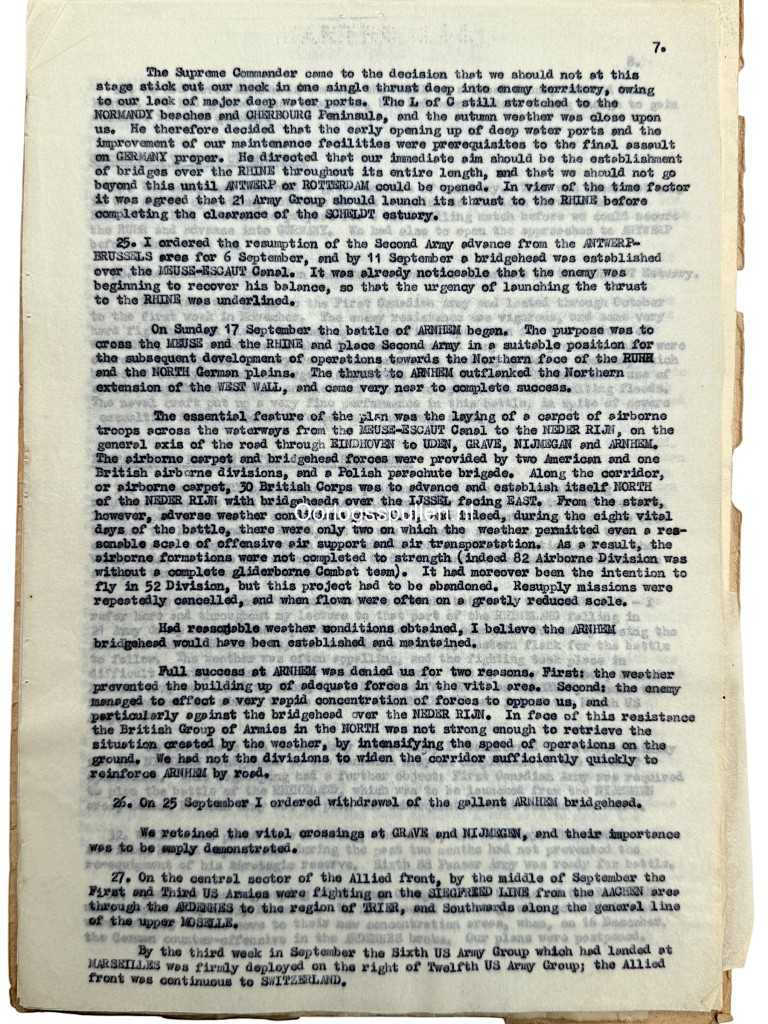 7.
The Supreme Commander came to the decision that we should not at this
stage stick out our neck in one single thrust deep into enemy territory, owing
to our lack of major deep water ports. The L of C still stretched to the
NORMANDY beaches and CHERBOURG Peninsula, and the autumn weather was close upon
us. He therefore decided that the early opening up of deep water ports and the
improvement of our maintenance facilities were prerequisites to the final assault
on GERMANY proper. He directed that our immediate aim should be the establishment
of bridges over the RHINE throughout its entire length, and that we should not go
beyond this until ANTWERP or ROTTERDAM could be opened. In view of the time factor
it was agreed that 21 Army Group should launch its thrust to the RHINE before
completing the clearance of the SCHELDT estuary.
25. I ordered the resumption of the Second Army advance from the ANTWERP-
BRUSSELS area for 6 September, and by 11 September a bridgehead was established
over the MEUSE-ESCAUT Canal. It was already noticeable that the enemy was
beginning to recover his balance, so that the urgency of launching the thrust
to the RHINE was underlined.
On Sunday 17 September the battle of ARNHEM began. The purpose was to
cross the MEUSE and the RHINE and place Second Army in a suitable position for
the subsequent development of operations towards the Northern face of the RUHR
and the NORTH German plains. The thrust to ARNHEM outflanked the Northern
extension of the WEST WALL, and came very near to complete success.
The essential feature of the plan was the laying of a carpet of airborne
troops across the waterways from the MEUSE-ESCAUT Canal to the NEDER RIJN, on the
general axis of the road through EINDHOVEN to UDEN, GRAVE, NIJMEGAN and ARNHEM.
The airborne carpet and bridgehead forces were provided by two American and one
British airborne divisions, and a Polish parachute brigade. Along the corridor,
or airborne carpet, 30 British Corps was to advance and establish itself NORTH
of the NEDER RIJN with bridgeheads over the IJSSEL facing EAST. From the start,
however, adverse weather indeed, during the eight vital
days of the battle, there were only two on which the weather permitted even a rea-
sonable scale of offensive air support and air transportation. As a result, the
airborne formations were not completed to strength (indeed 82 Airborne Division was
without a complete gliderborne Combat team). It had moreover been the intention to
fly in 52 Division, but this project had to be abandoned. Resupply missions were
repeatedly cancelled, and when flown were often on a greatly reduced scale.
Had reasonable weather conditions obtained, I believe the ARNHEM
bridgehead would have been established and maintained.
Full success at ARNHEM was denied us for two reasons. First: the weather
prevented the building up of adequate forces in the vital area. Second: the enemy
managed to effect a very rapid concentration of forces to oppose us, and
particularly against the bridgehead over the NEDER RIJN. In face of this resistance
the British Group of Armies in the NORTH was not strong enough to retrieve the
situation created by the weather, by intensifying the speed of operations on the
ground. We had not the divisions to widen the corridor sufficiently quickly to
reinforce ARNHEM by road.
26. On 25 September I ordered withdrawal of the gallant ARNHEM bridgehead.
We retained the vital crossings at GRAVE and NIJMEGEN, and their importance
was to be amply demonstrated.
27. On the central sector of the Allied front, by the middle of September the
First and Third US Armies were fighting on the SIEGFRIED LINE from the AACHEN area
through the ARDENNES to the region of TRIER, and Southwards along the general line
of the upper MOSELLE.
By the third week in September the Sixth US Army Group which had landed at
MARSEILLES was firmly deployed on the right of Twelfth US Army Group; the Allied
front was continuous to SWITZERLAND.